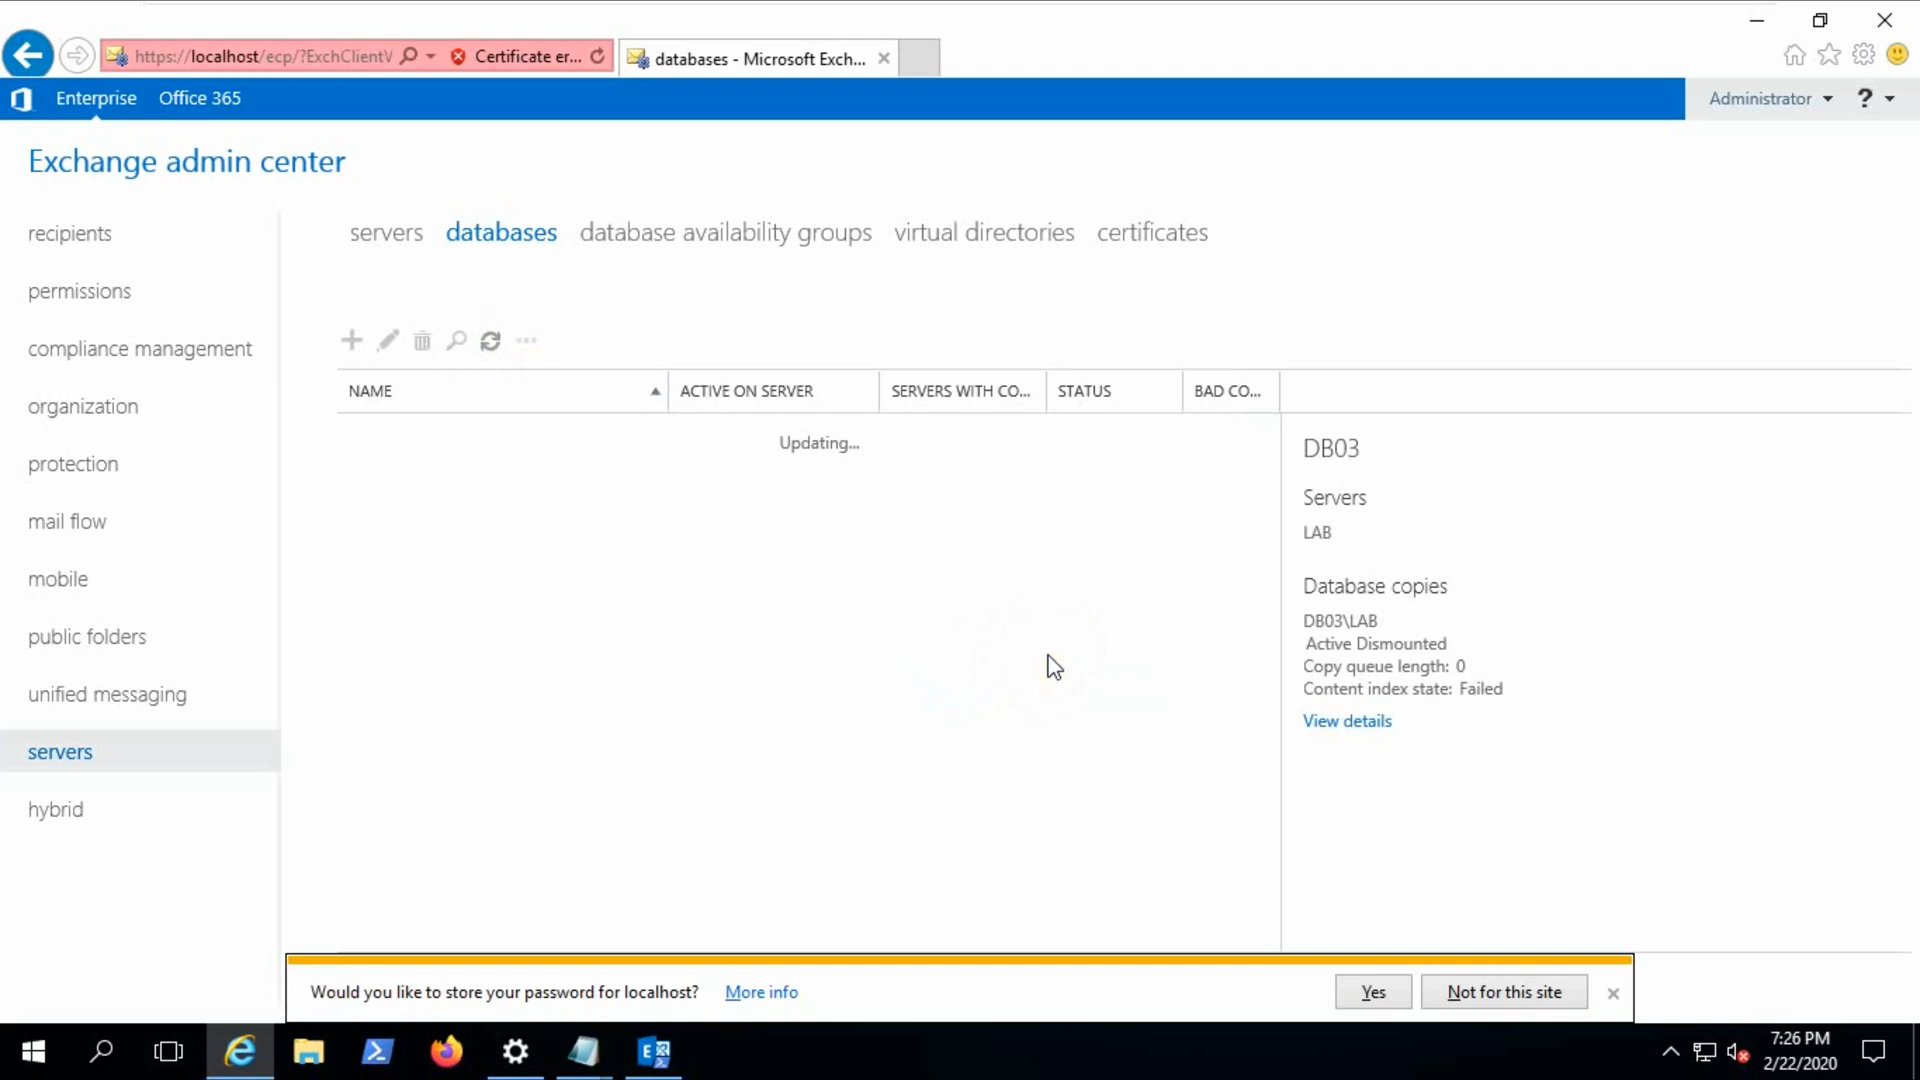 https://localhost/ecp/?ExchClientV
Certificate er...
databases - Microsoft Exch...
Enterprise
Office 365
Administrator
?
Exchange admin center
recipients
permissions
compliance management
organization
protection
mail flow
mobile
public folders
unified messaging
servers
hybrid
servers databases database availability groups virtual directories certificates
NAME ACTIVE ON SERVER SERVERS WITH CO... STATUS BAD CO...
Updating...
DB03
Servers
LAB
Database copies
DB03\LAB
Active Dismounted
Copy queue length: 0
Content index state: Failed
View details
Would you like to store your password for localhost? More info
Yes
Not for this site
7:26 PM
2/22/2020